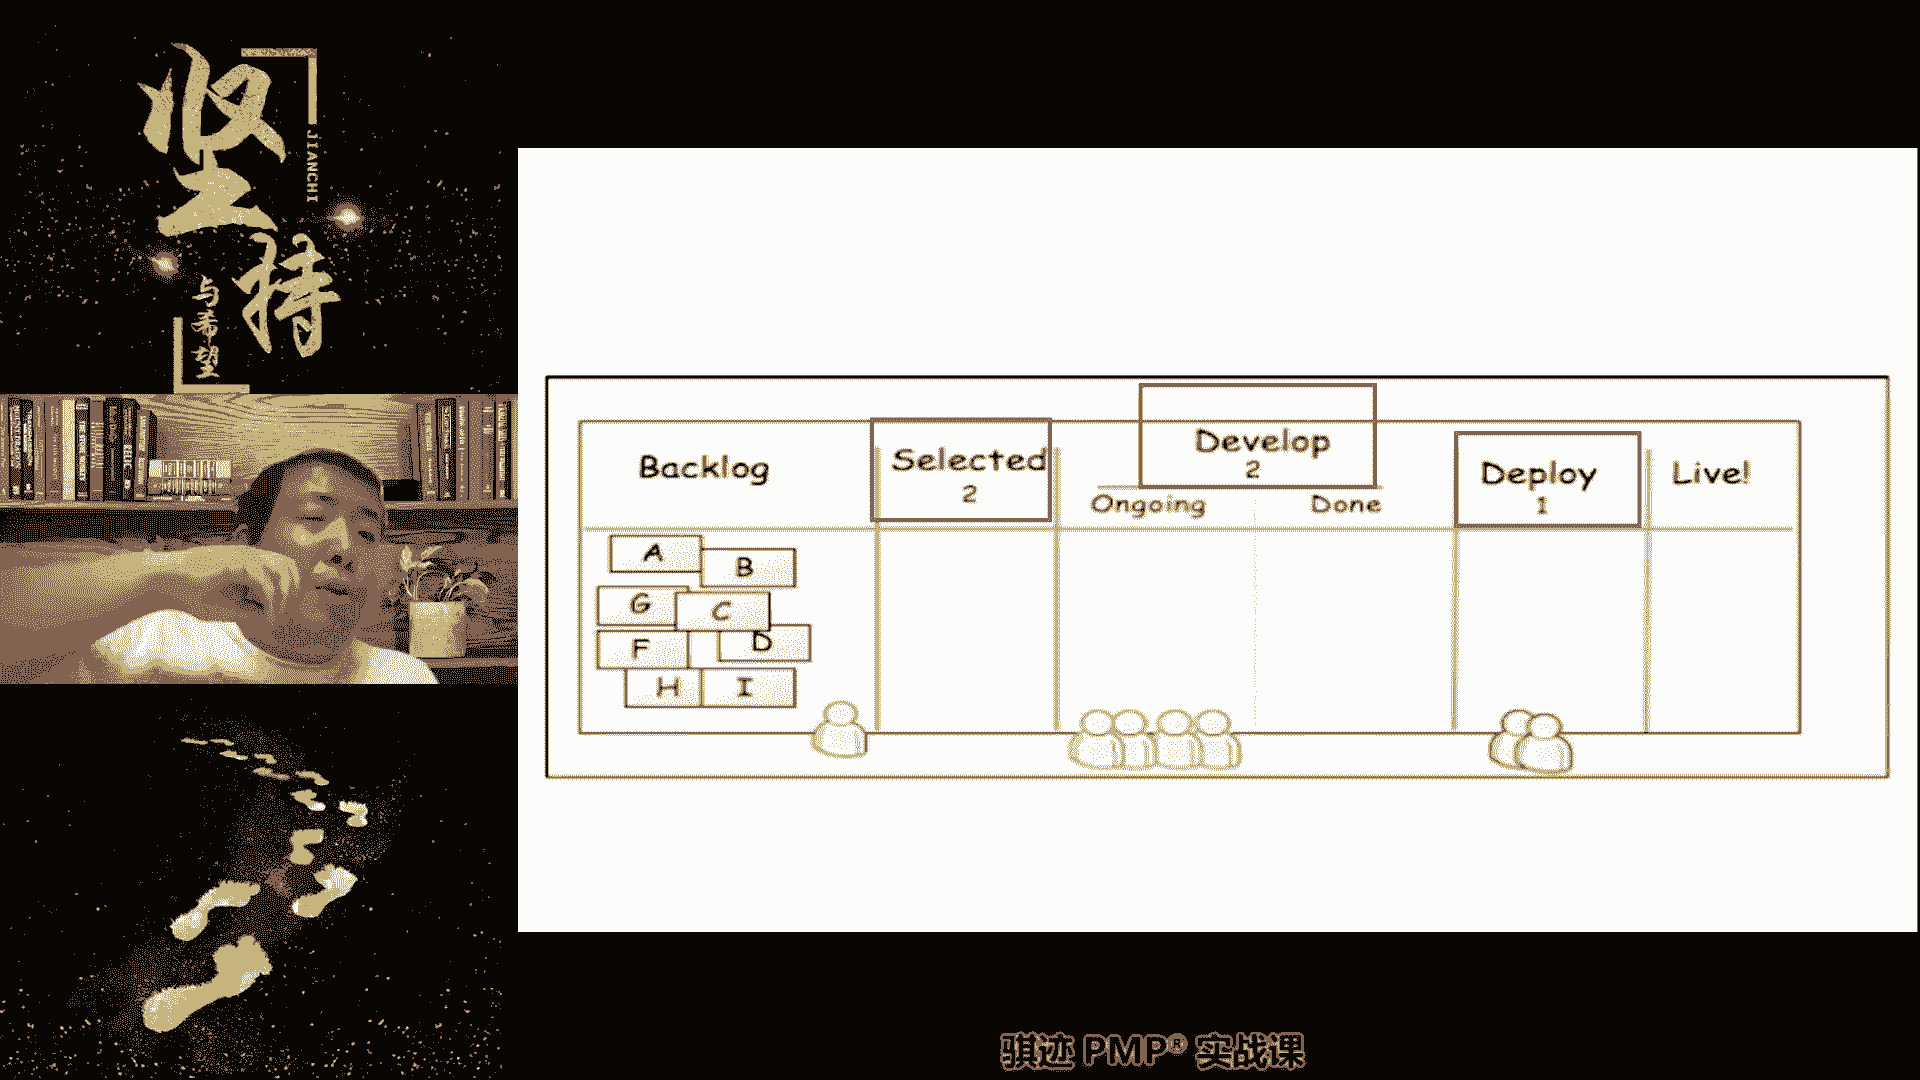 坚持
JIANCHI
与希望
Backlog
Selected
2
Develop
2
Ongoing
Done
Deploy
1
Live!
A
B
G
C
F
D
H
I
骐迹 PMP® 实战课